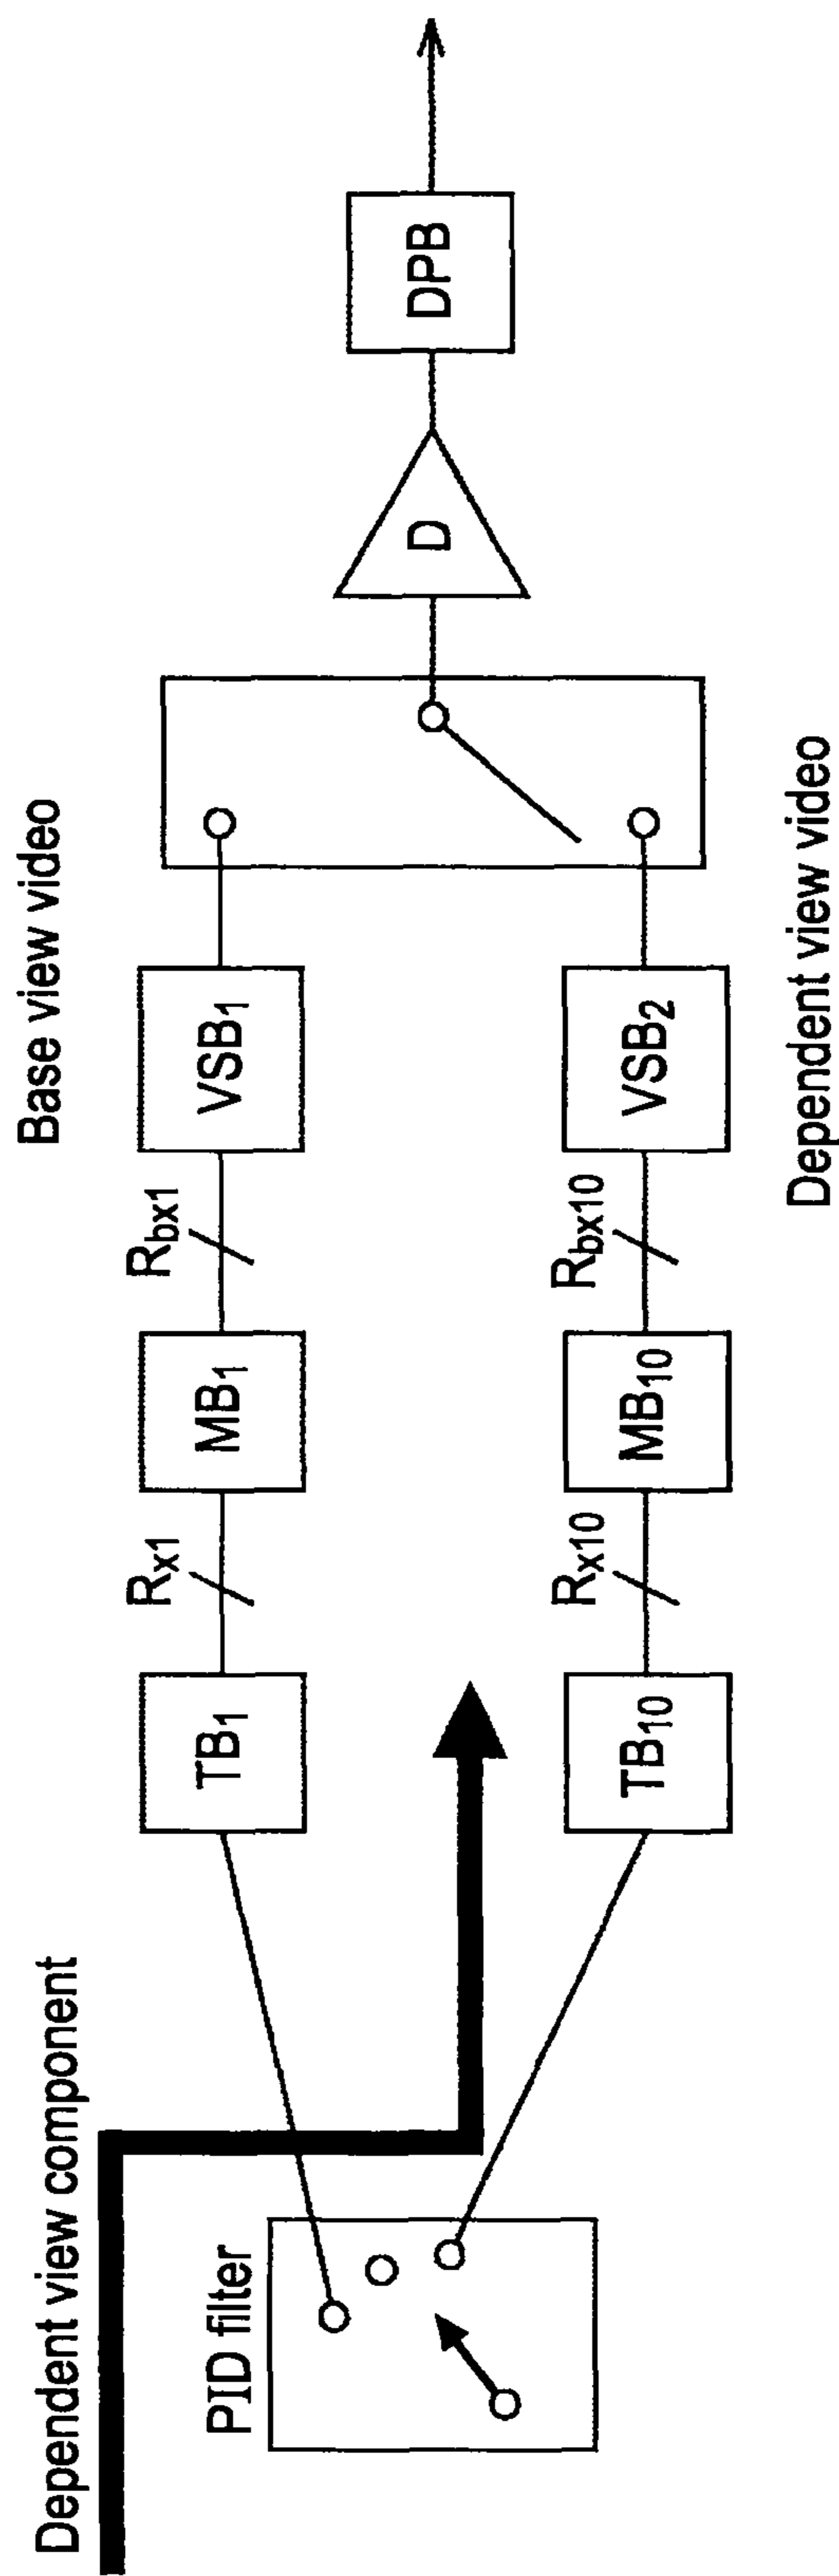 Dependent view component
PID filter
TB1
Rx1
MB1
Rbx1
VSB1
Base view video
TB10
Rx10
MB10
Rbx10
VSB2
Dependent view video
D
DPB